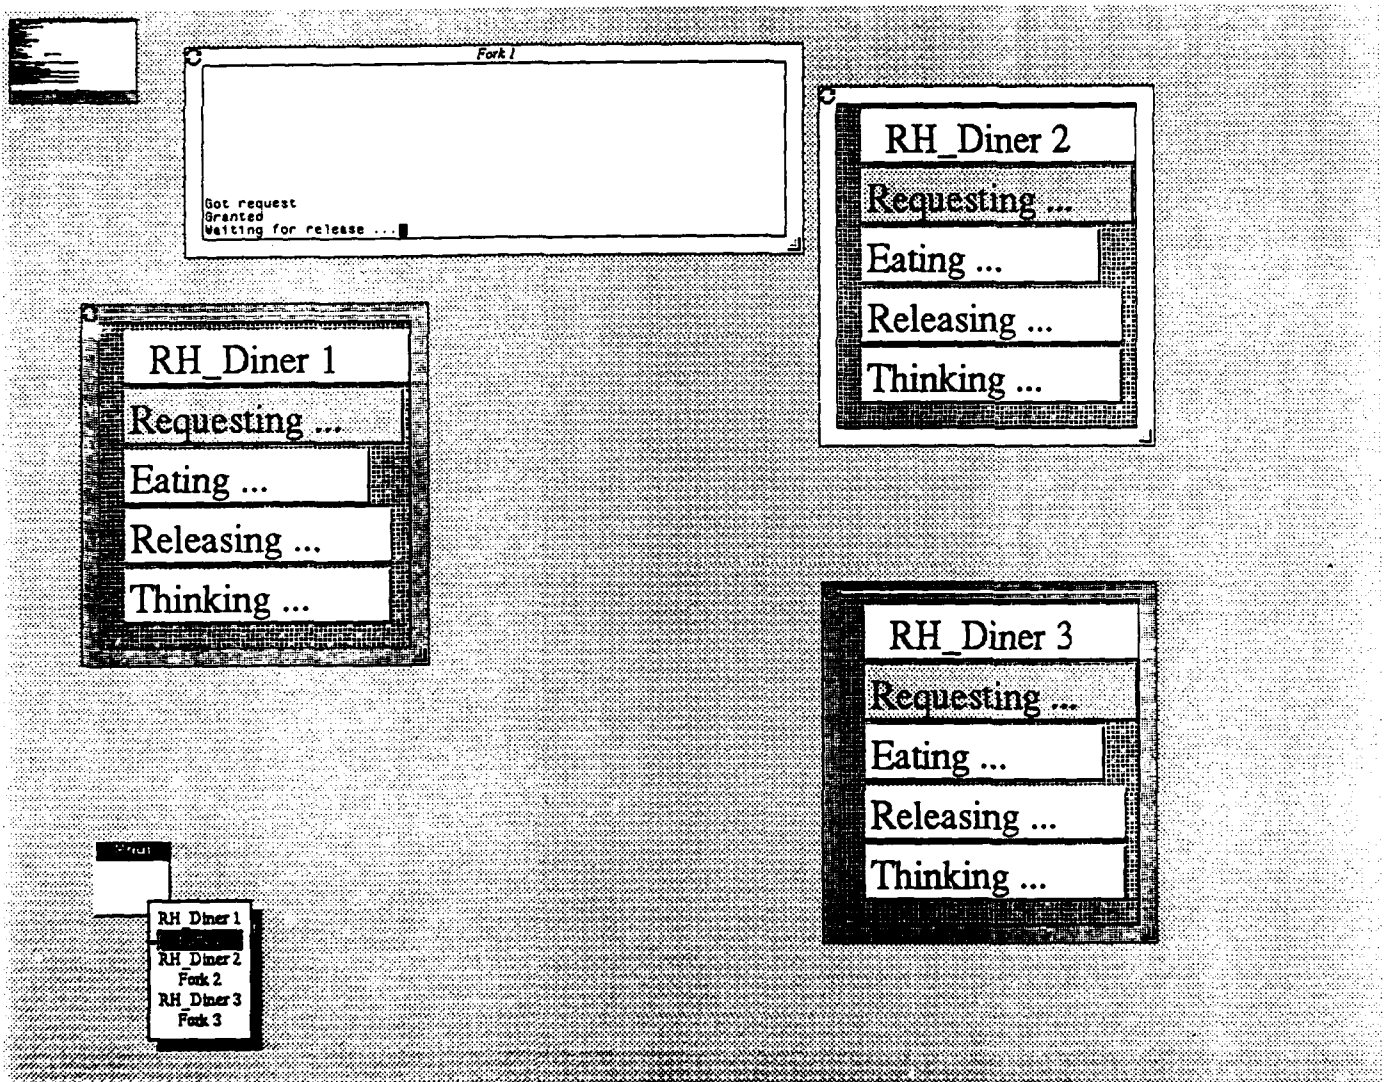 Fork 1
Got request
Granted
Waiting for release ...
RH_Diner 2
Requesting ...
Eating ...
Releasing ...
Thinking ...
RH_Diner 1
Requesting ...
Eating ...
Releasing ...
Thinking ...
RH_Diner 3
Requesting ...
Eating ...
Releasing ...
Thinking ...
RH_Diner 1
RH_Diner 2
Fork 2
RH_Diner 3
Fork 3